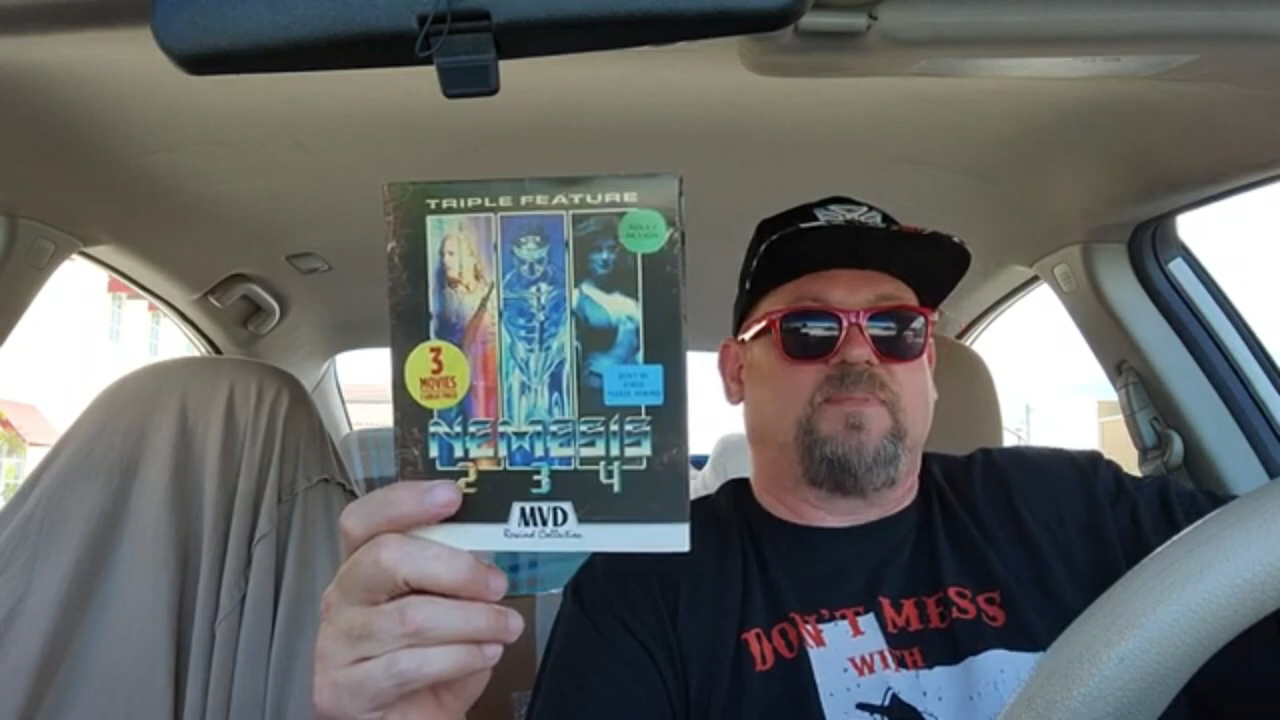 TRIPLE FEATURE
3
MOVIES
NEMESIS
2 3 4
MVD
Rewind Collection
DON'T MESS
WITH